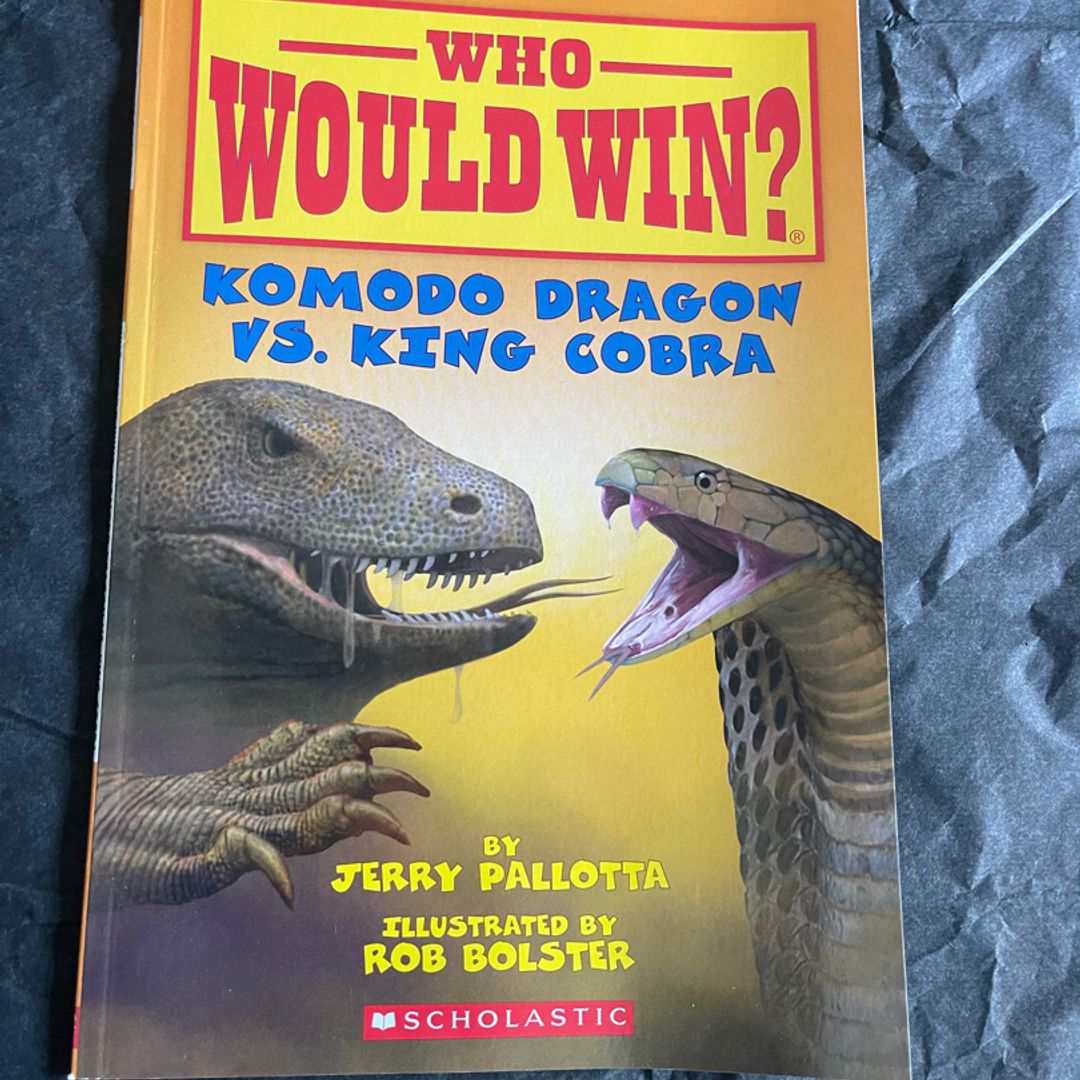 WHO
WOULD WIN?®
KOMODO DRAGON
VS. KING COBRA
BY
JERRY PALLOTTA
ILLUSTRATED BY
ROB BOLSTER
SCHOLASTIC